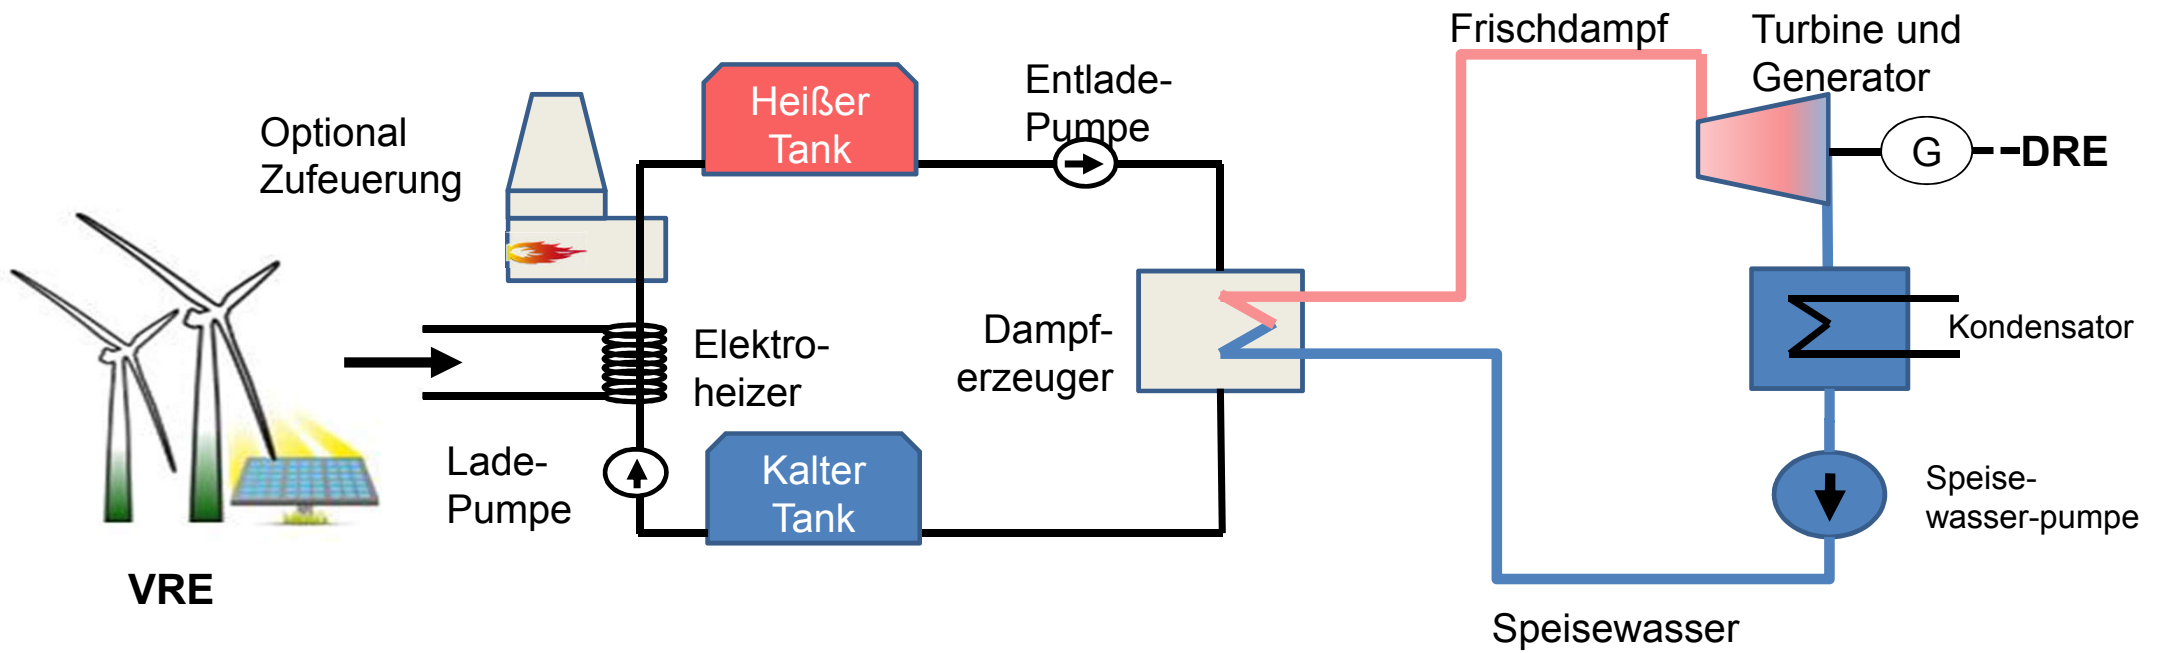 Frischdampf
Turbine und
Generator
Entlade-
Pumpe
Heißer
Tank
Optional
Zufeuerung
G
DRE
Elektro-
heizer
Dampf-
erzeuger
Kondensator
Lade-
Pumpe
Kalter
Tank
Speise-
wasser-pumpe
VRE
Speisewasser